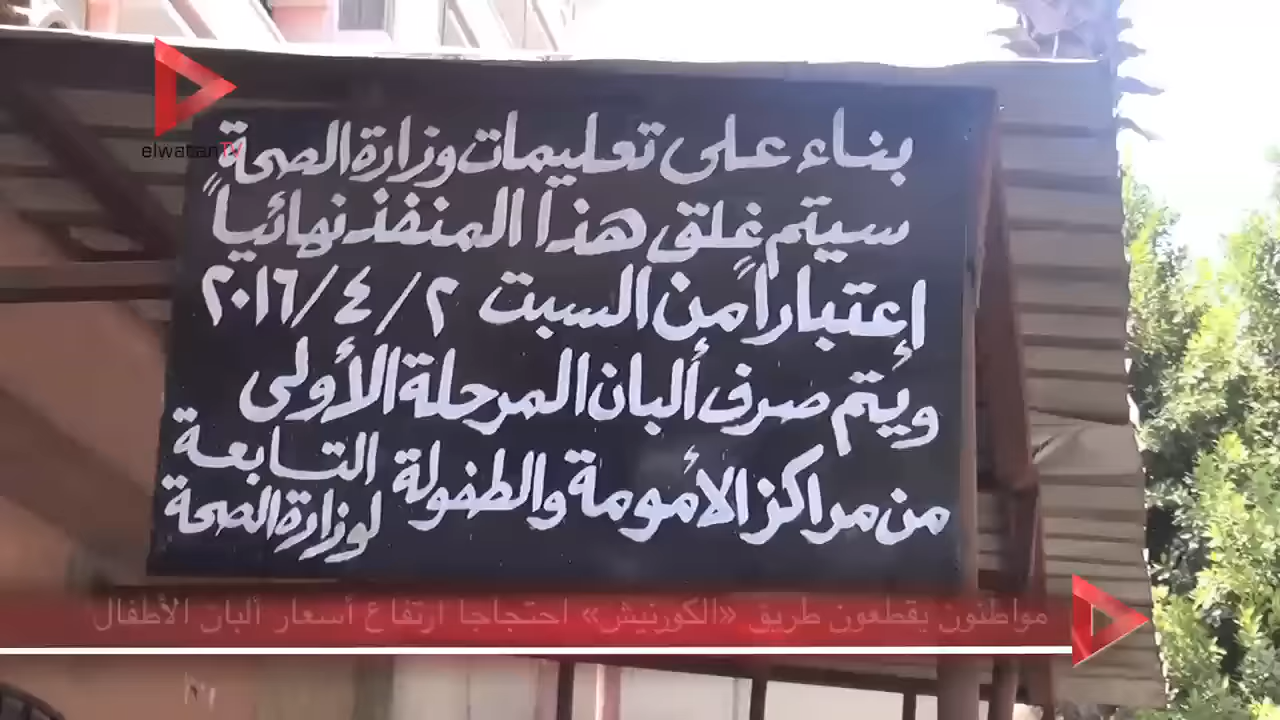 elwatanTV
بناء على تعليمات وزارة الصحة
سيتم غلق هذا المنفذ نهائياً
إعتباراً من السبت ٢ / ٤ / ٢٠١٦
ويتم صرف ألبان المرحلة الأولى
من مراكز الأمومة والطفولة التابعة
لوزارة الصحة
مواطنون يقطعون طريق «الكورنيش» احتجاجا ارتفاع أسعار ألبان الأطفال